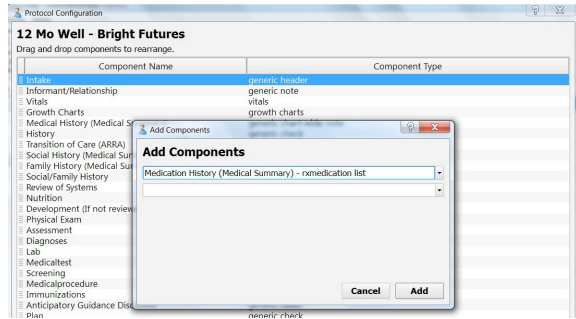 Protocol Configuration
12 Mo Well - Bright Futures
Drag and drop components to rearrange.
Component Name Component Type
Intake generic header
Informant/Relationship generic note
Vitals vitals
Growth Charts growth charts
Medical History (Medical
History generic check
Transition of Care (ARRA)
Social History (Medical Sum
Family History (Medical Sum
Social/Family History
Review of Systems
Nutrition
Development (If not review
Physical Exam
Assessment
Diagnoses
Lab
Medicaltest
Screening
Medicalprocedure
Immunizations
Anticipatory Guidance Disc
Plan generic check
Add Components
Add Components
Medication History (Medical Summary) - rxmedication list
Cancel Add